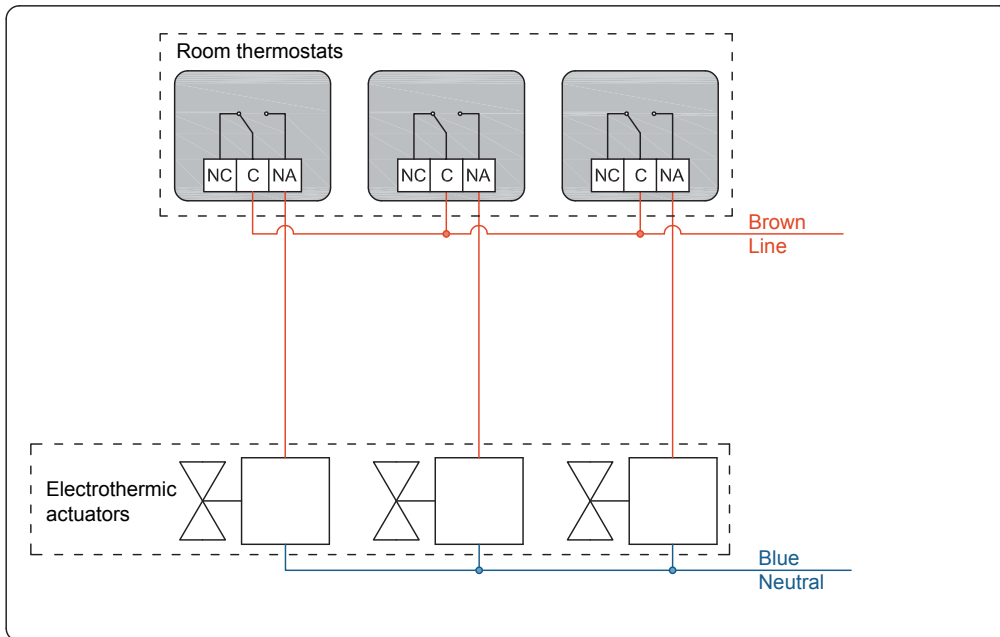 Room thermostats
NC C NA
NC C NA
NC C NA
Brown
Line
Electrothermic
actuators
Blue
Neutral